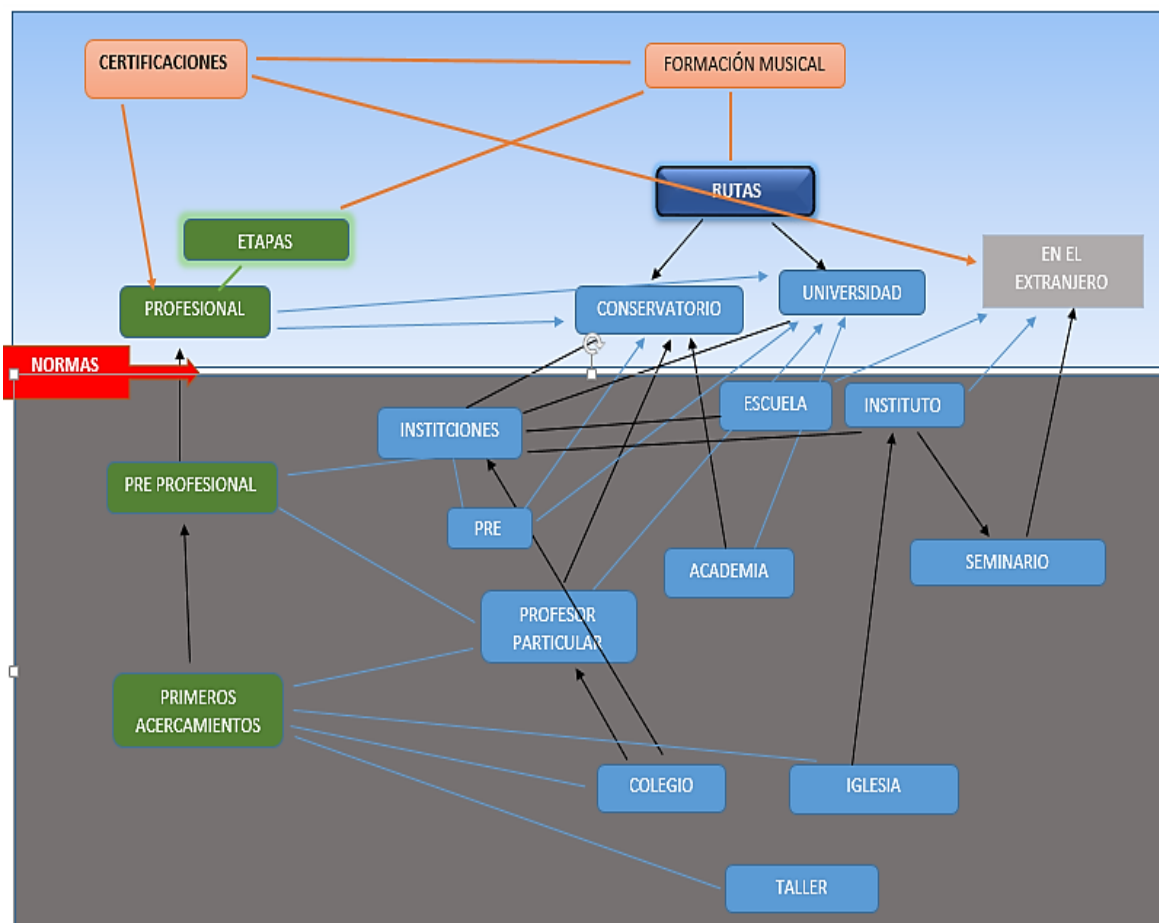 CERTIFICACIONES
FORMACIÓN MUSICAL
RUTAS
ETAPAS
EN EL
EXTRANJERO
PROFESIONAL
CONSERVATORIO
UNIVERSIDAD
NORMAS
INSTITCIONES
ESCUELA
INSTITUTO
PRE PROFESIONAL
PRE
ACADEMIA
SEMINARIO
PROFESOR
PARTICULAR
PRIMEROS
ACERCAMIENTOS
COLEGIO
IGLESIA
TALLER